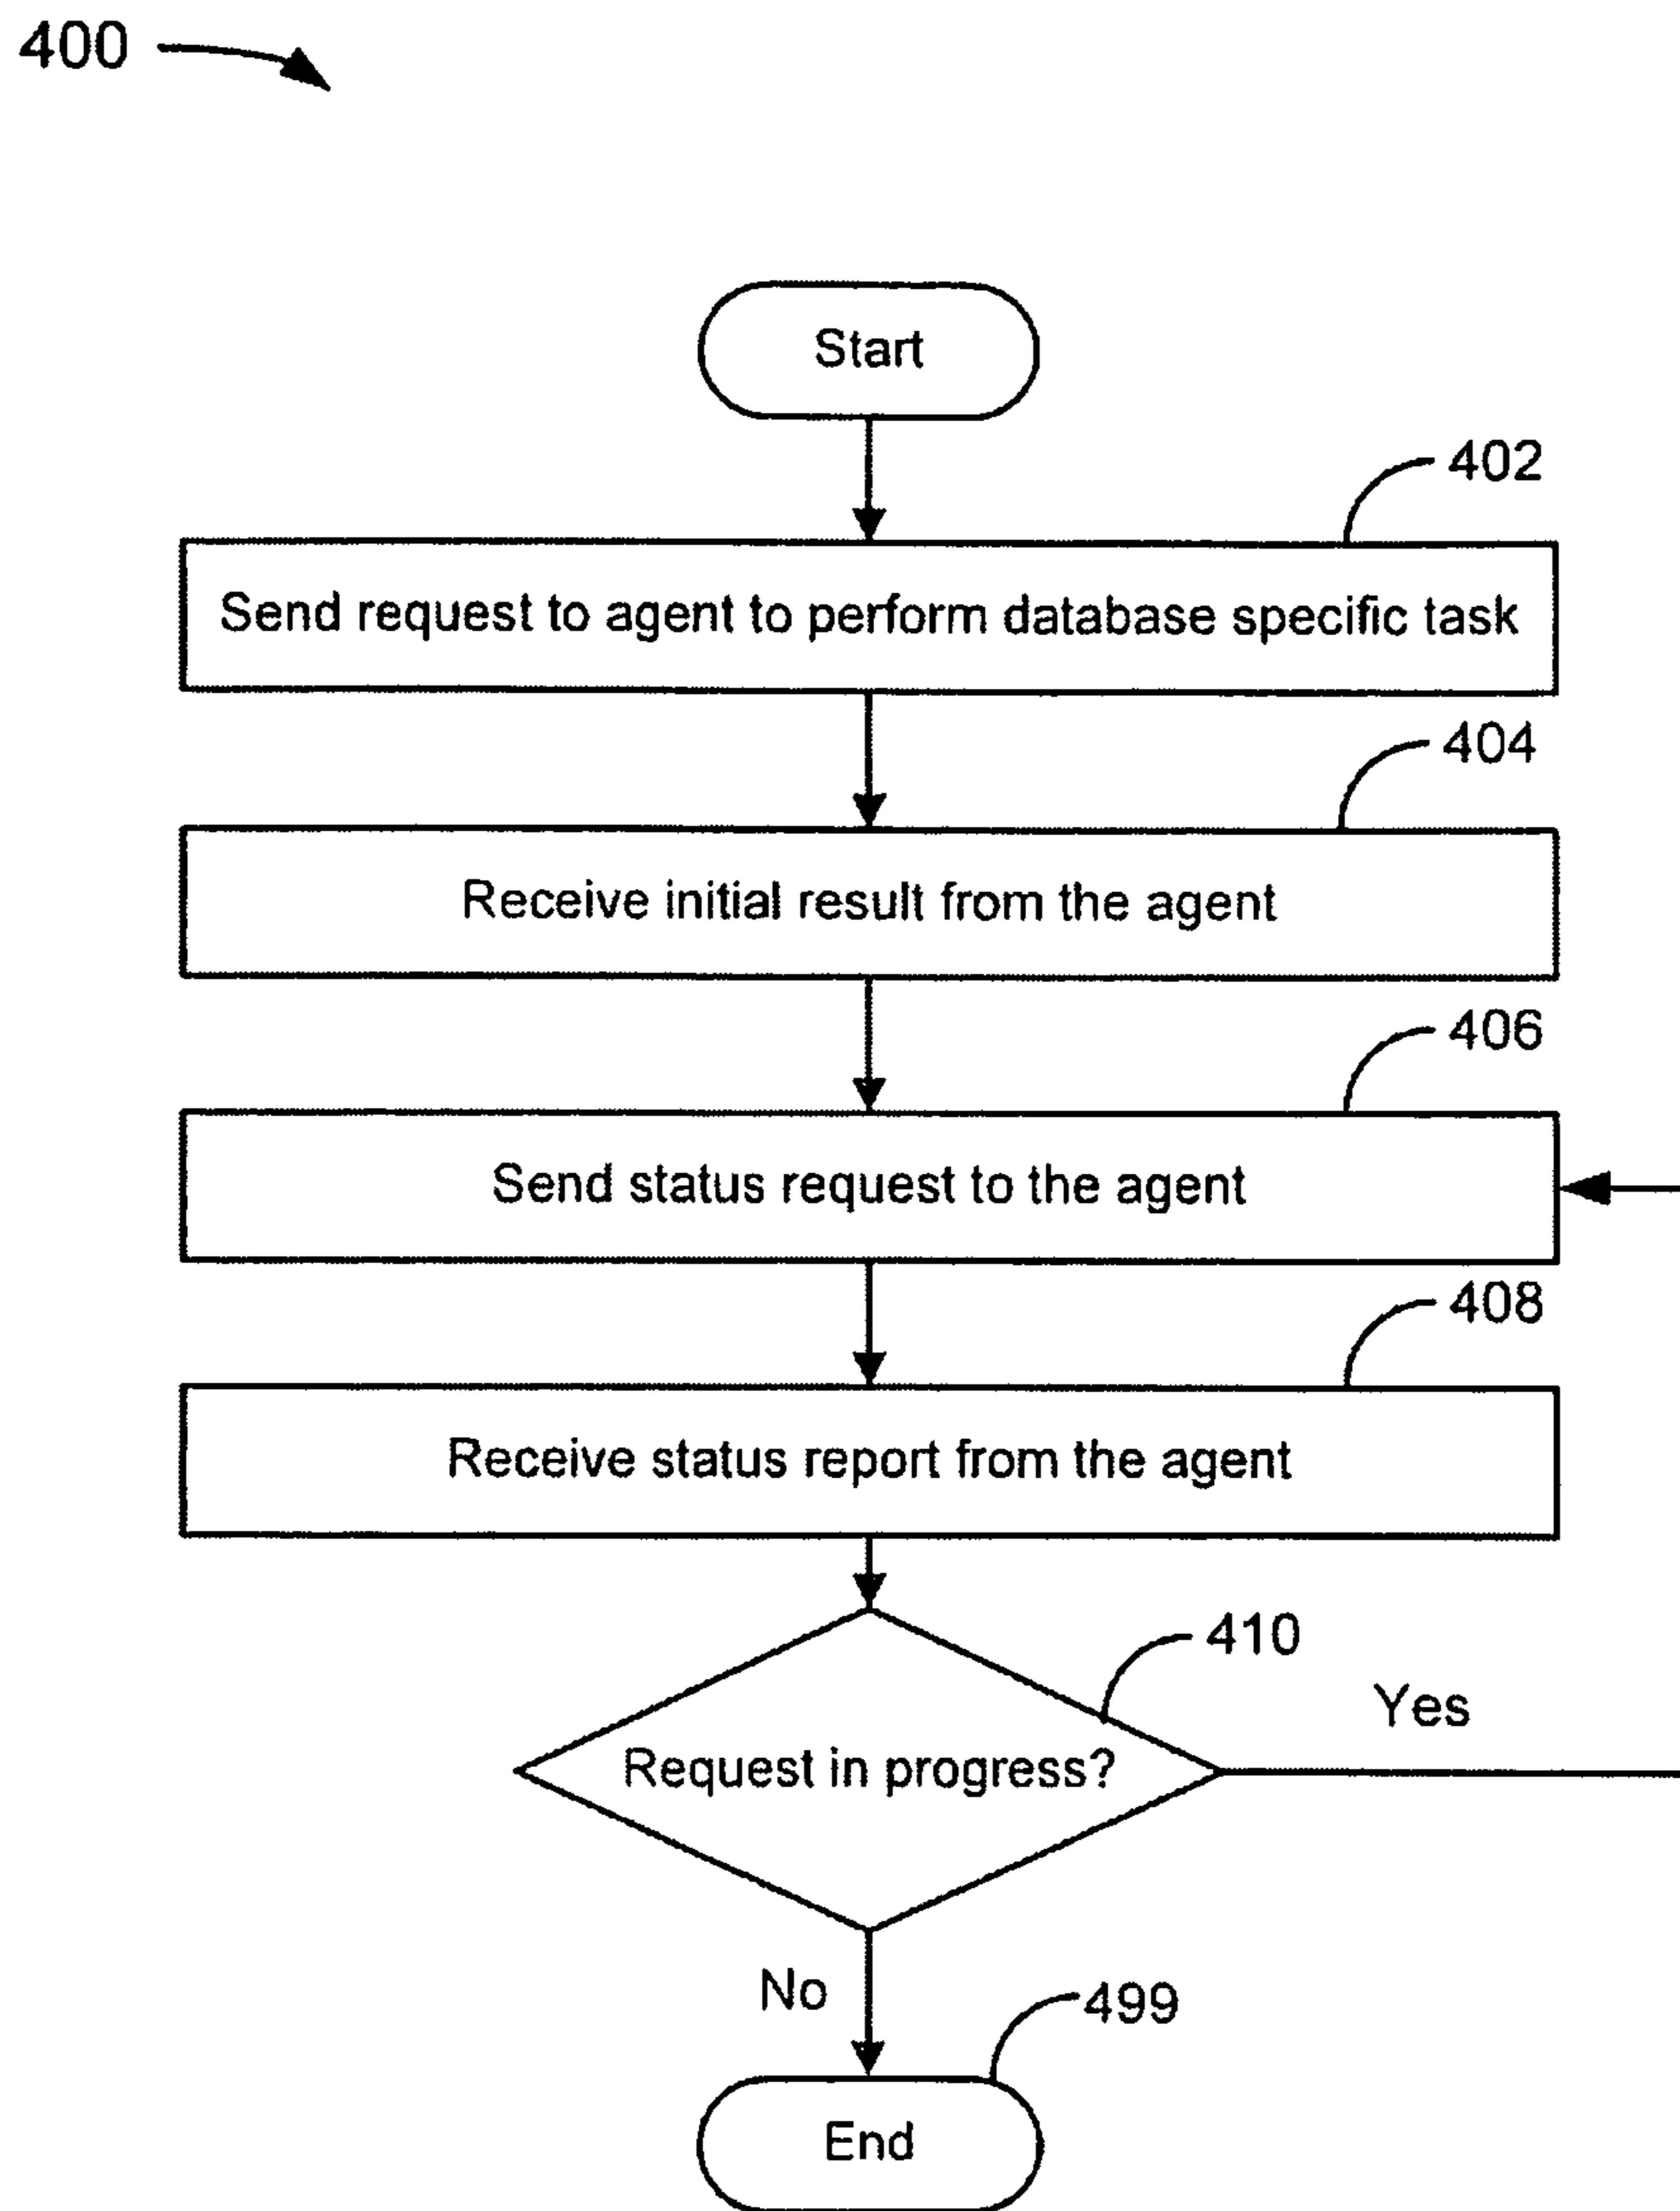 400
Start
402
Send request to agent to perform database specific task
404
Receive initial result from the agent
406
Send status request to the agent
408
Receive status report from the agent
410
Yes
Request in progress?
No
499
End